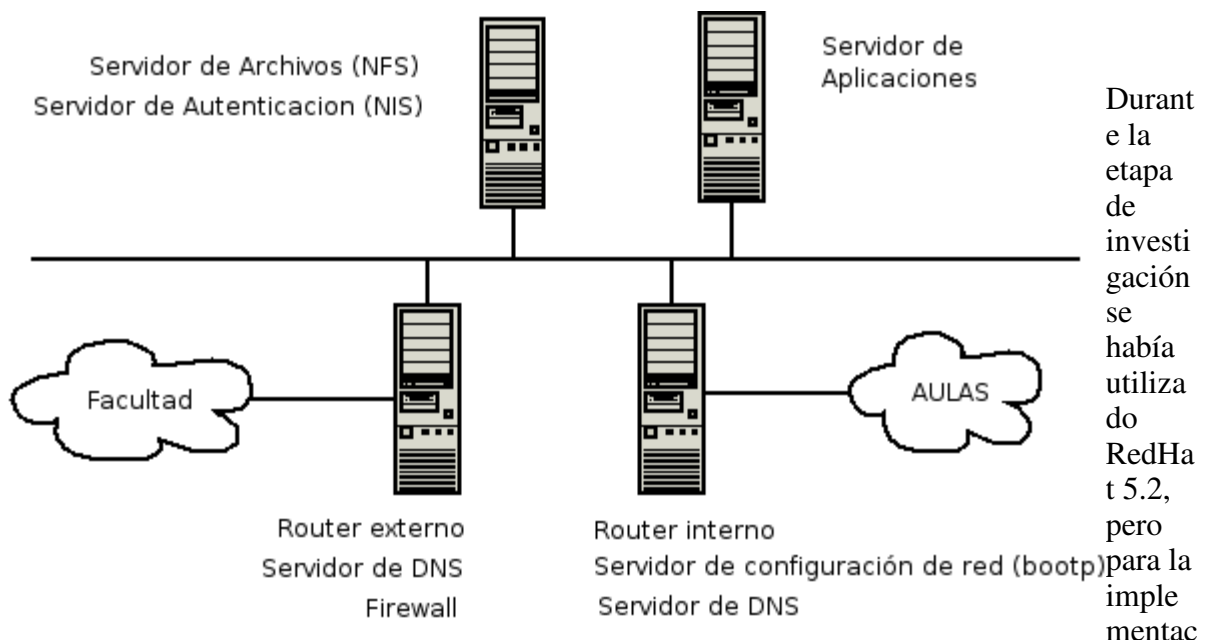 Servidor de Archivos (NFS)
Servidor de Autenticacion (NIS)
Servidor de
Aplicaciones
Facultad
AULAS
Router externo
Servidor de DNS
Firewall
Router interno
Servidor de configuración de red (bootp)
Servidor de DNS
Durant
e la
etapa
de
investi
gación
se
había
utiliza
do
RedHa
t 5.2,
pero
para la
imple
mentac